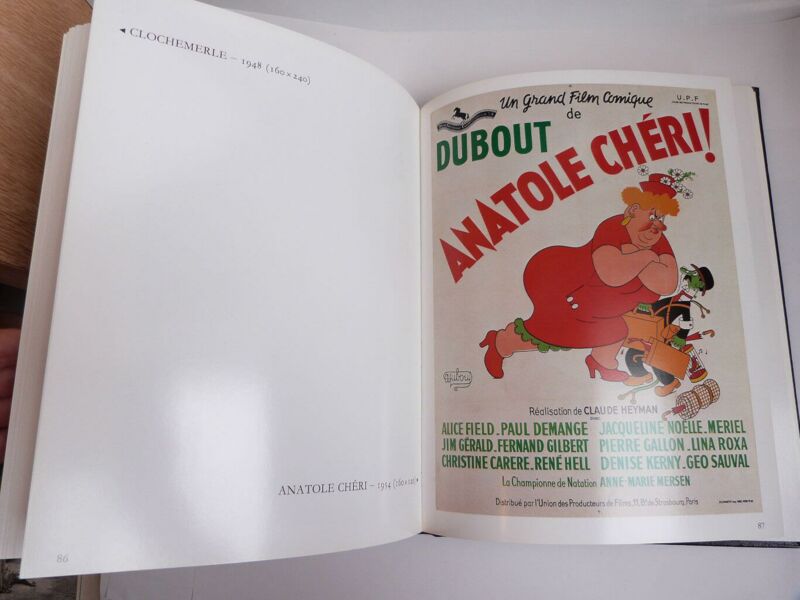 ◄ CLOCHEMERLE – 1948 (160 x 240)
ANATOLE CHÉRI – 1954 (160 x 120) ►
86
Un Grand Film Comique
de
DUBOUT
ANATOLE CHÉRI!
U.P.F
dubout
Réalisation de CLAUDE HEYMAN
avec
ALICE FIELD _ PAUL DEMANGE JACQUELINE NOËLLE _ MERIEL
JIM GÉRALD _ FERNAND GILBERT PIERRE GALLON _ LINA ROXA
CHRISTINE CARERE _ RENÉ HELL DENISE KERNY _ GEO SAUVAL
La Championne de Natation ANNE-MARIE MERSEN
Distribué par l'Union des Producteurs de Films, 11, Bd de Strasbourg, Paris
87